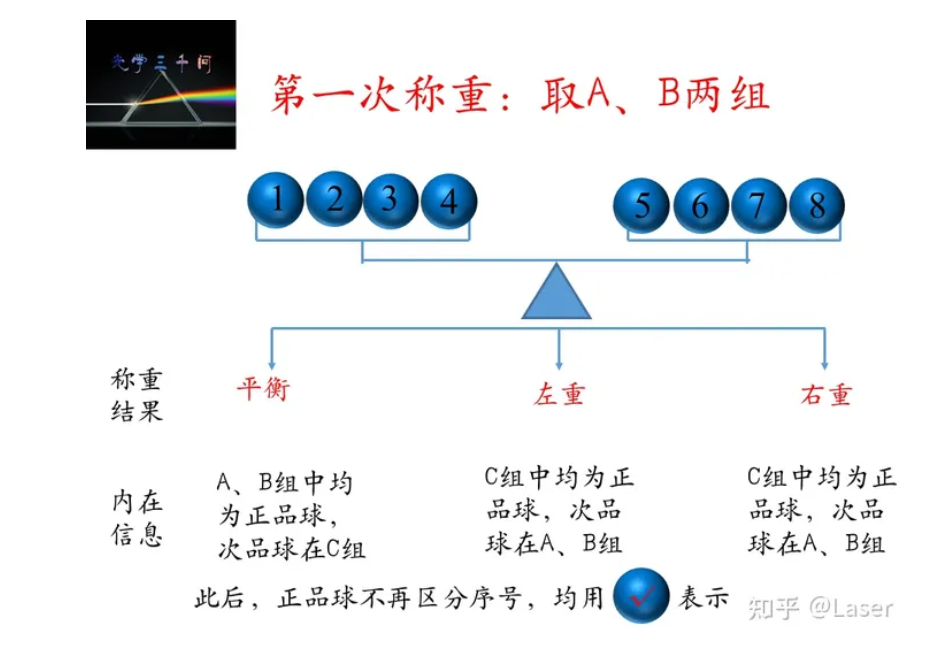 光学三千问
第一次称重：取A、B两组
1 2 3 4 5 6 7 8
称重
结果
平衡
左重
右重
内在
信息
A、B组中均
为正品球，
次品球在C组
C组中均为正
品球，次品
球在A、B组
C组中均为正
品球，次品
球在A、B组
此后，正品球不再区分序号，均用 ✓ 表示
知乎 @Laser